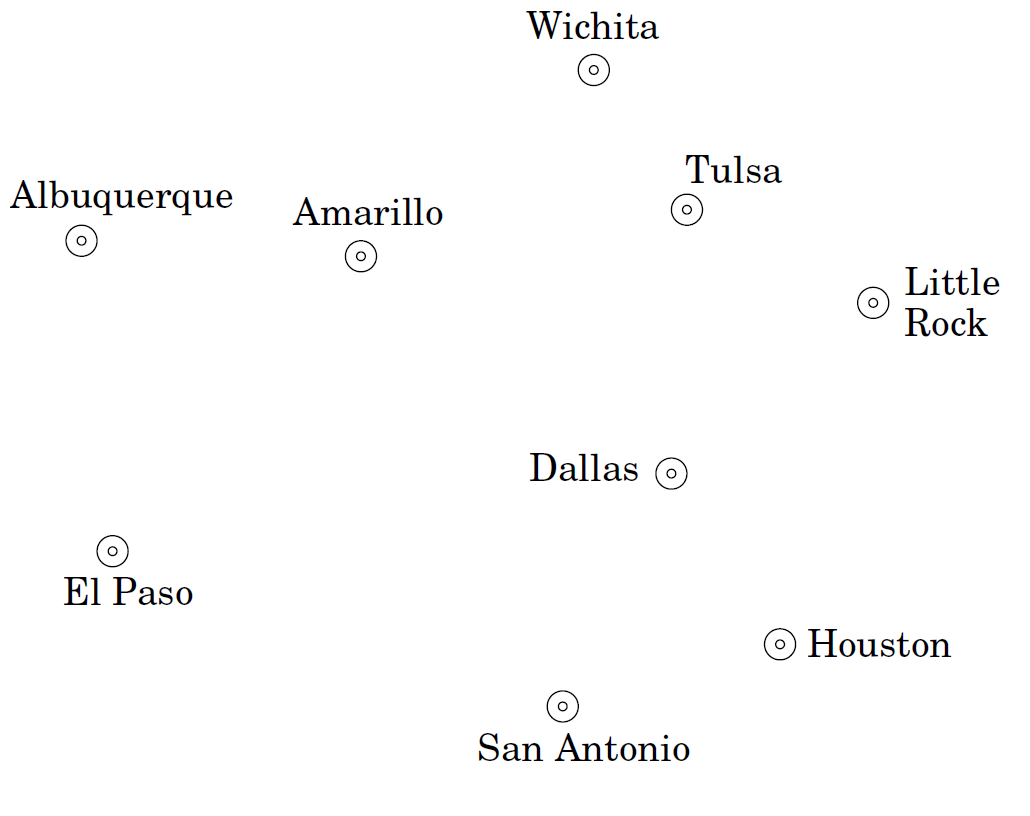 Wichita
Tulsa
Albuquerque
Amarillo
Little
Rock
Dallas
El Paso
Houston
San Antonio